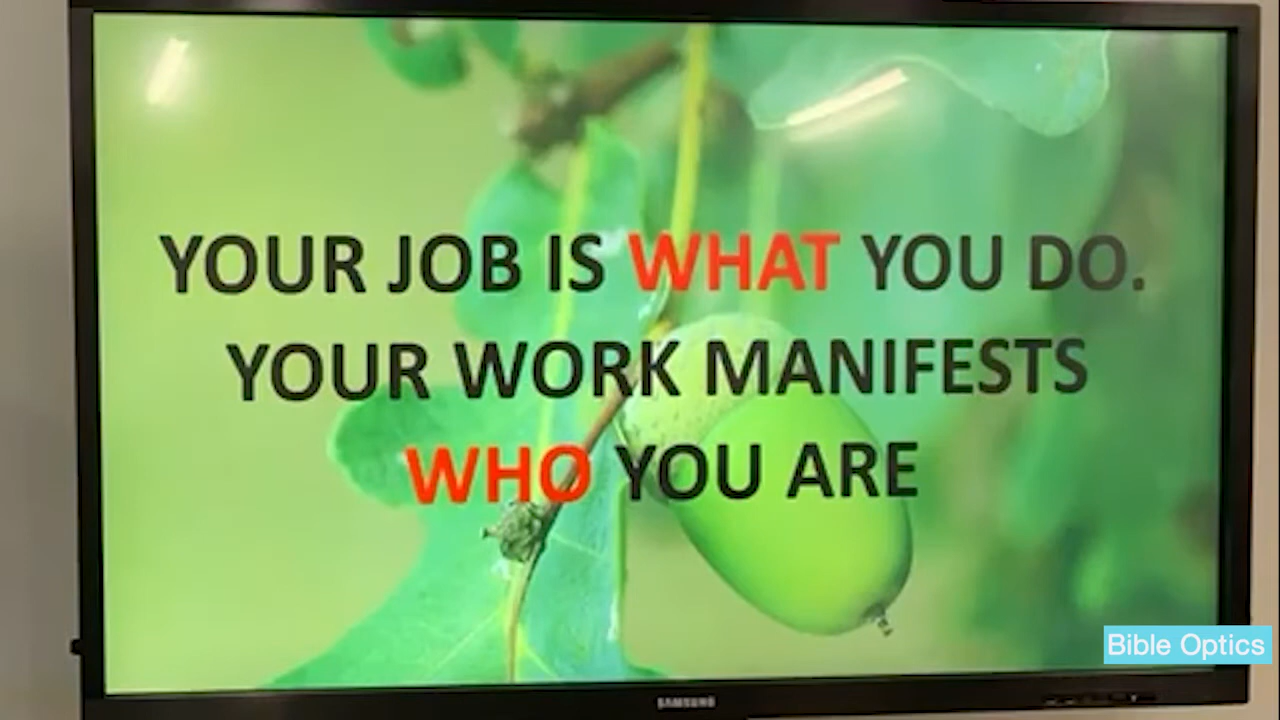 YOUR JOB IS WHAT YOU DO.
YOUR WORK MANIFESTS
WHO YOU ARE
Bible Optics
SAMSUNG